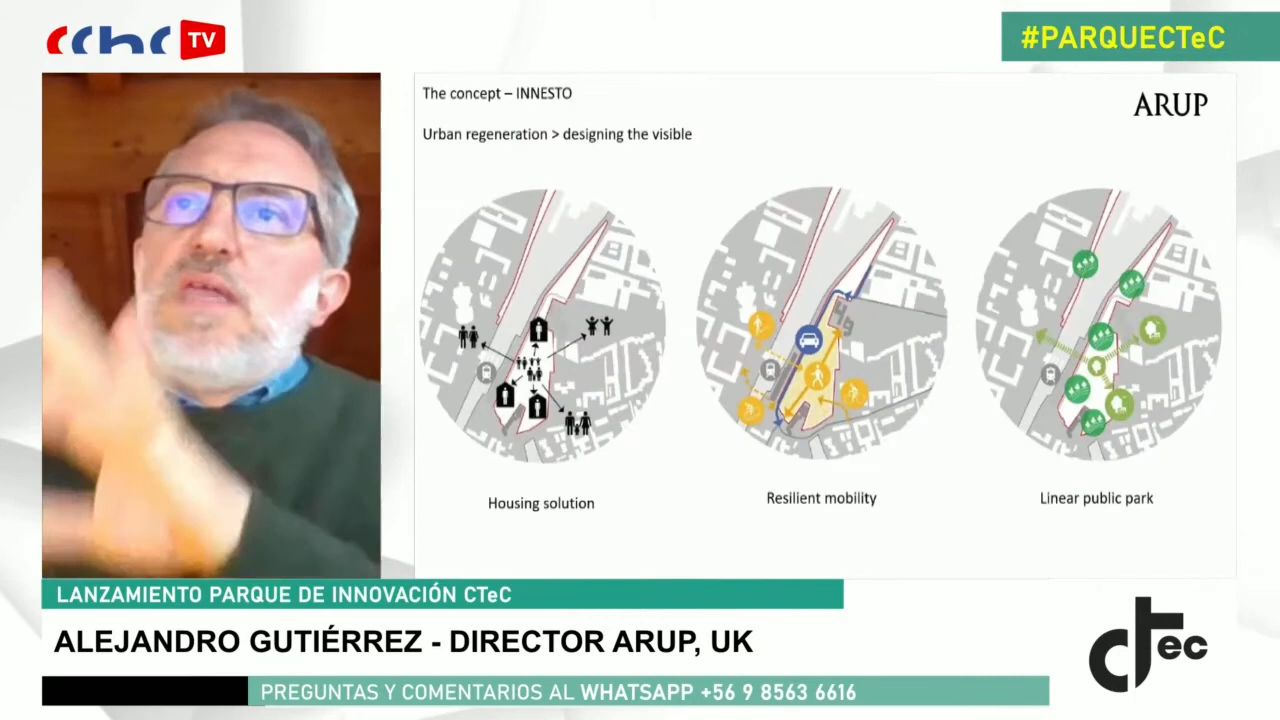 cchc TV
#PARQUECTeC
The concept – INNESTO
ARUP
Urban regeneration > designing the visible
Housing solution
Resilient mobility
Linear public park
LANZAMIENTO PARQUE DE INNOVACIÓN CTeC
ALEJANDRO GUTIÉRREZ - DIRECTOR ARUP, UK
CTec
PREGUNTAS Y COMENTARIOS AL WHATSAPP +56 9 8563 6616